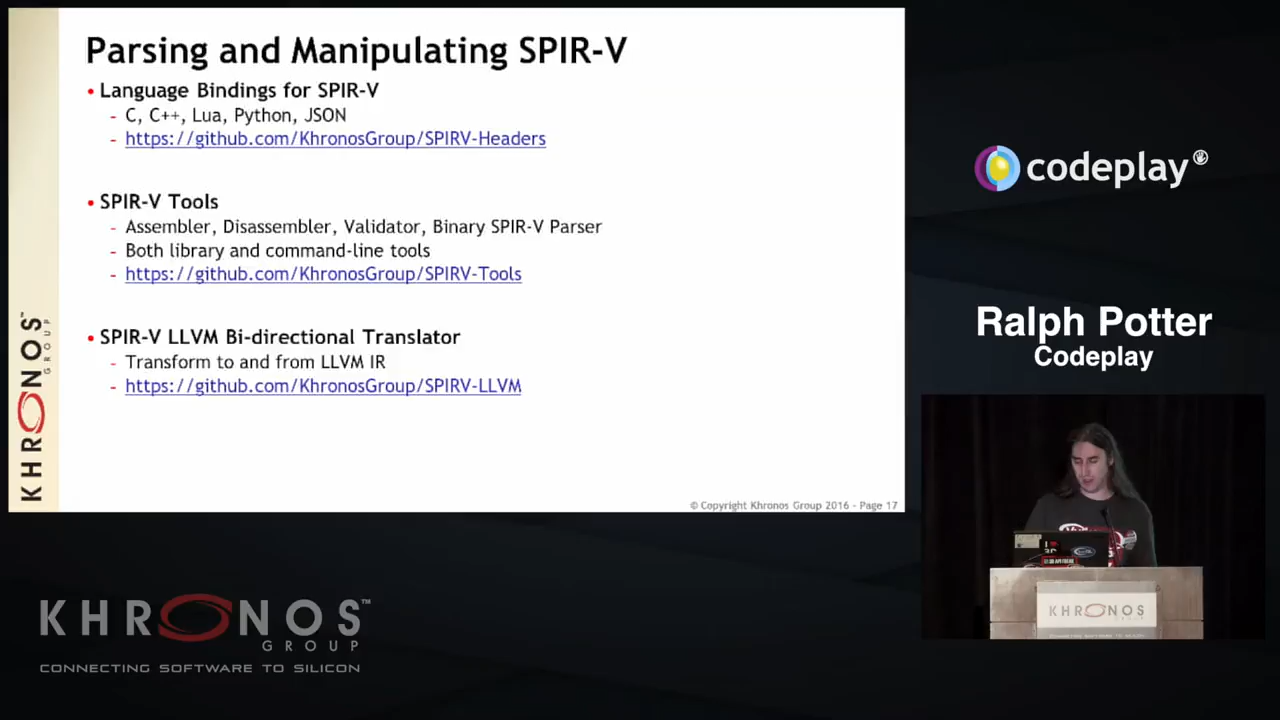 Parsing and Manipulating SPIR-V
• Language Bindings for SPIR-V
- C, C++, Lua, Python, JSON
- https://github.com/KhronosGroup/SPIRV-Headers
• SPIR-V Tools
- Assembler, Disassembler, Validator, Binary SPIR-V Parser
- Both library and command-line tools
- https://github.com/KhronosGroup/SPIRV-Tools
• SPIR-V LLVM Bi-directional Translator
- Transform to and from LLVM IR
- https://github.com/KhronosGroup/SPIRV-LLVM
© Copyright Khronos Group 2016 - Page 17
KHRONOS™
GROUP
codeplay
Ralph Potter
Codeplay
KHRONOS
KHRONOS™
GROUP
CONNECTING SOFTWARE TO SILICON